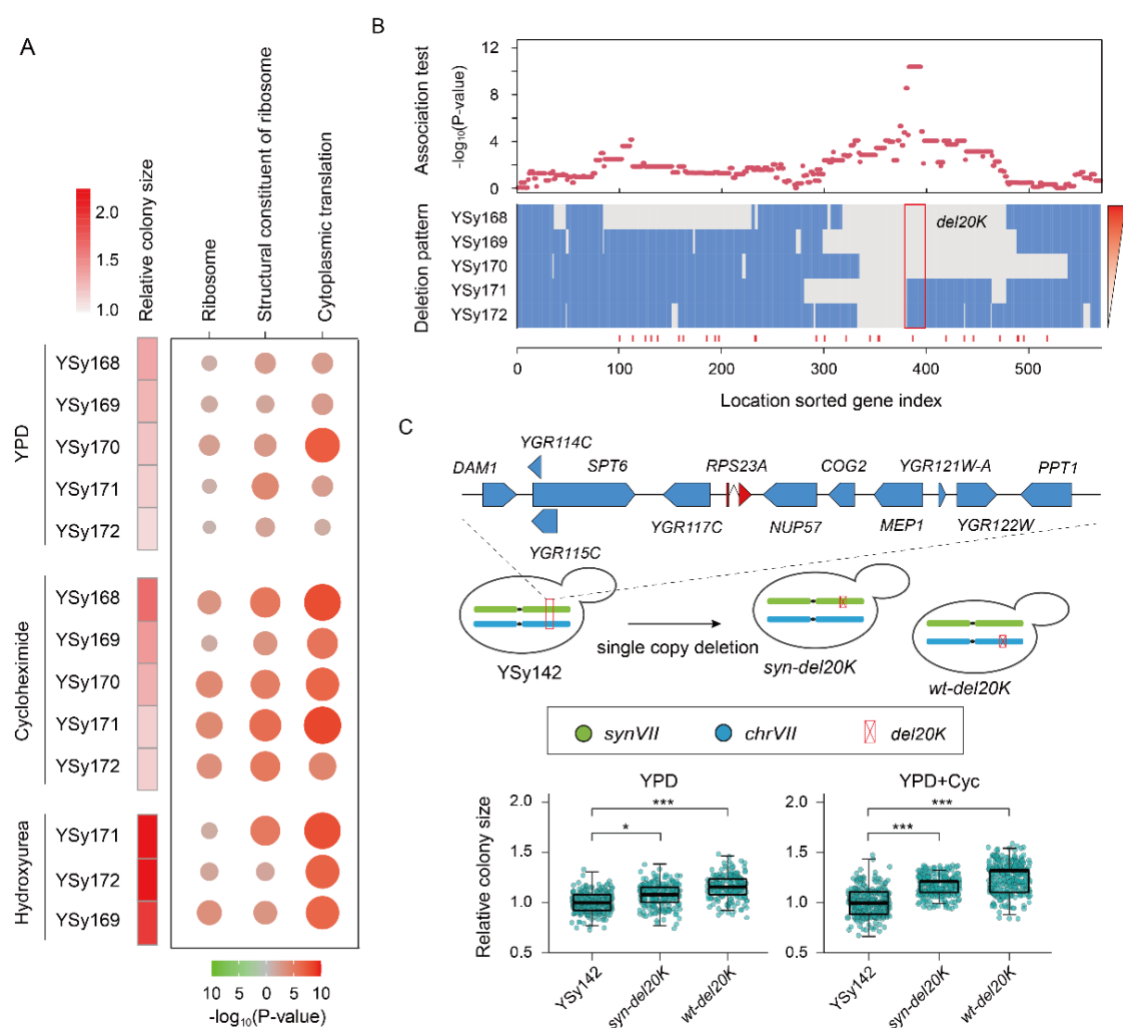 A
Relative colony size
2.0
1.5
1.0
Ribosome
Structural constituent of ribosome
Cytoplasmic translation
YPD
YSy168
YSy169
YSy170
YSy171
YSy172
Cycloheximide
YSy168
YSy169
YSy170
YSy171
YSy172
Hydroxyurea
YSy171
YSy172
YSy169
10 5 0 5 10
-log10(P-value)
B
Association test
-log10(P-value)
12
8
4
0
Deletion pattern
YSy168
YSy169
YSy170
YSy171
YSy172
del20K
0 100 200 300 400 500
Location sorted gene index
C
YGR114C
DAM1 SPT6 RPS23A COG2 YGR121W-A PPT1
YGR117C NUP57 MEP1 YGR122W
YGR115C
YSy142
single copy deletion
syn-del20K
wt-del20K
synVII chrVII del20K
YPD
Relative colony size
2.0
1.5
1.0
0.5
***
*
YSy142 syn-del20K wt-del20K
YPD+Cyc
2.0
1.5
1.0
0.5
***
***
YSy142 syn-del20K wt-del20K